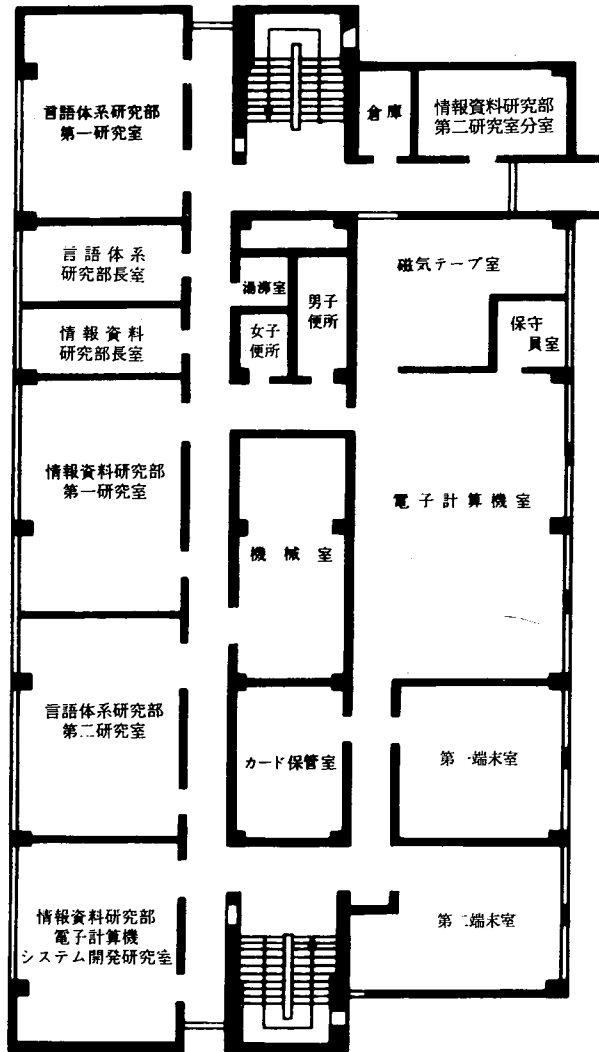 言語体系研究部
第一研究室
倉庫
情報資料研究部
第二研究室分室
言語体系
研究部長室
湯沸室
男子
便所
磁気テープ室
情報資料
研究部長室
女子
便所
保守
員室
情報資料研究部
第一研究室
電子計算機室
機械室
言語体系研究部
第二研究室
カード保管室
第一端末室
情報資料研究部
電子計算機
システム開発研究室
第二端末室